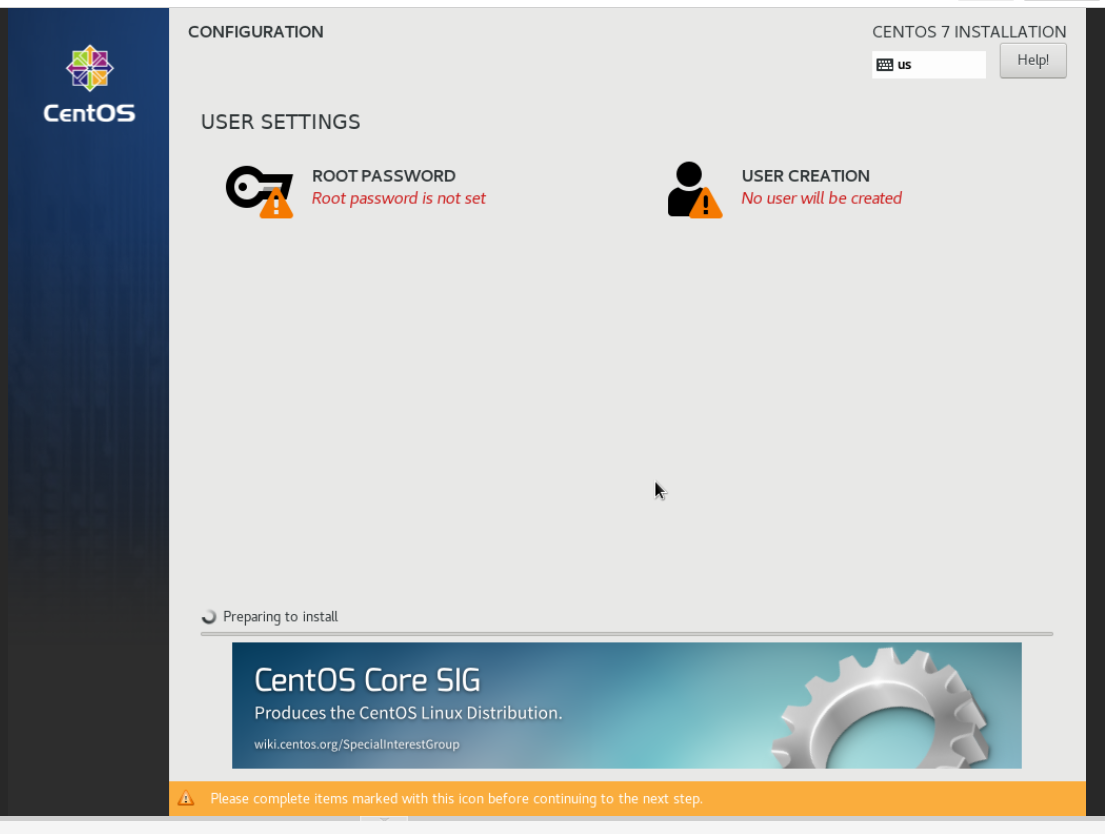 CONFIGURATION
CENTOS 7 INSTALLATION
us
Help!
CentOS
USER SETTINGS
ROOT PASSWORD
Root password is not set
USER CREATION
No user will be created
Preparing to install
CentOS Core SIG
Produces the CentOS Linux Distribution.
wiki.centos.org/SpecialInterestGroup
Please complete items marked with this icon before continuing to the next step.